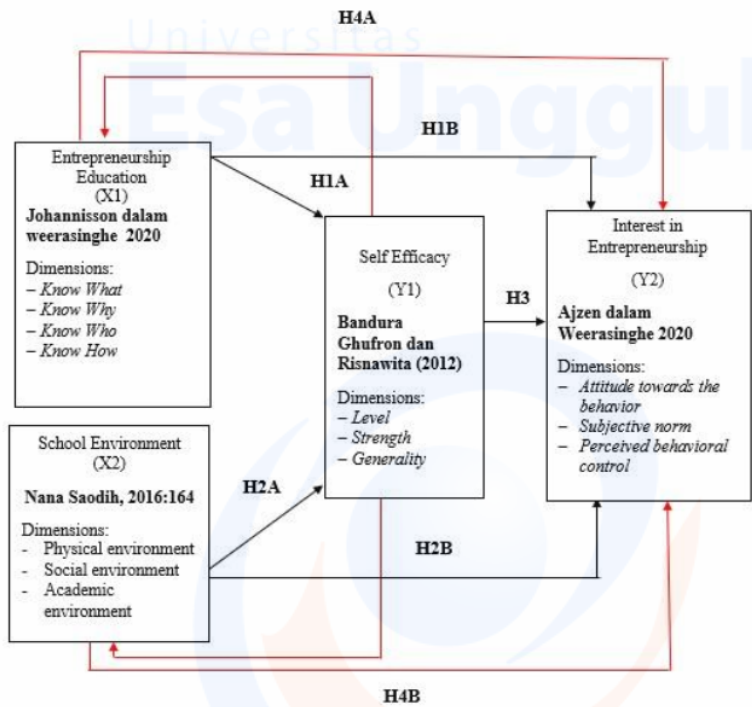 H4A
Universitas
Esa Unggul
H1B
Entrepreneurship
Education
(X1)
Johannisson dalam
weerasinghe 2020
Dimensions:
– Know What
– Know Why
– Know Who
– Know How
H1A
Self Efficacy
(Y1)
Bandura
Ghufron dan
Risnawita (2012)
Dimensions:
– Level
– Strength
– Generality
H3
Interest in
Entrepreneurship
(Y2)
Ajzen dalam
Weerasinghe 2020
Dimensions:
– Attitude towards the
behavior
– Subjective norm
– Perceived behavioral
control
School Environment
(X2)
Nana Saodih, 2016:164
Dimensions:
- Physical environment
- Social environment
- Academic
environment
H2A
H2B
H4B